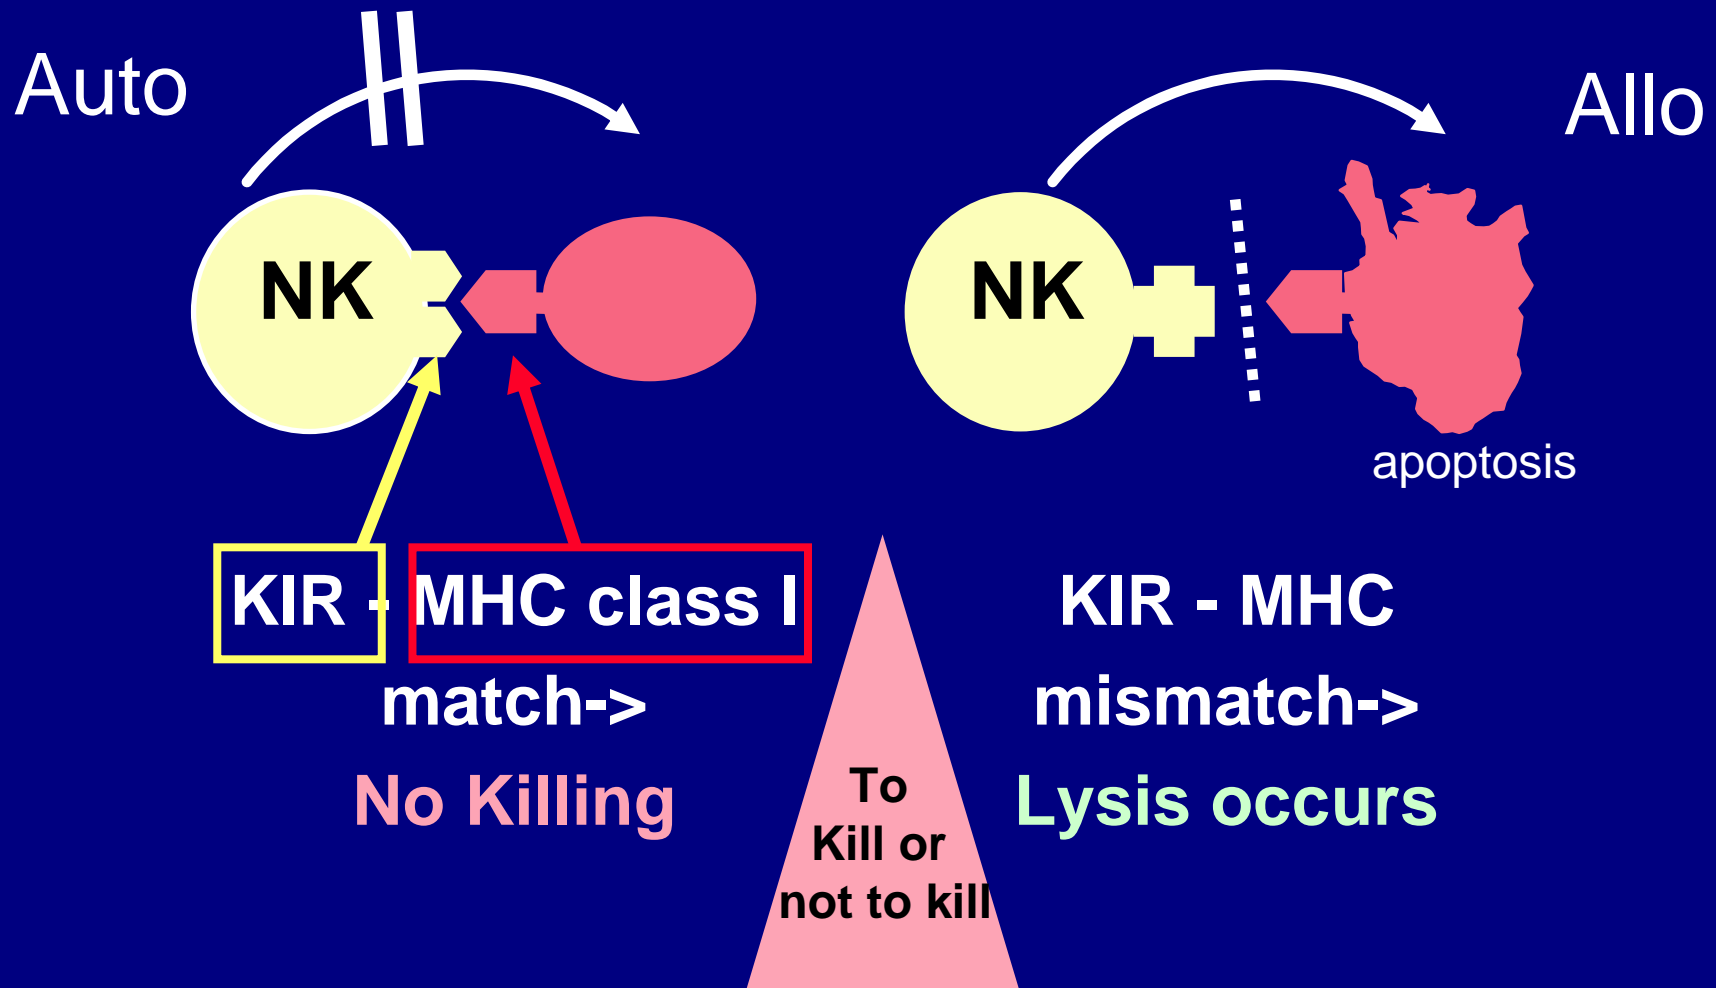 Auto
Allo
NK
NK
apoptosis
KIR - MHC class I
match->
No Killing
KIR - MHC
mismatch->
Lysis occurs
To
Kill or
not to kill